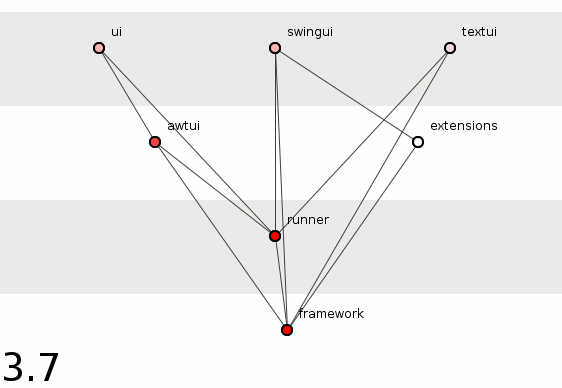 ui
swingui
textui
awtui
extensions
runner
framework
3.7